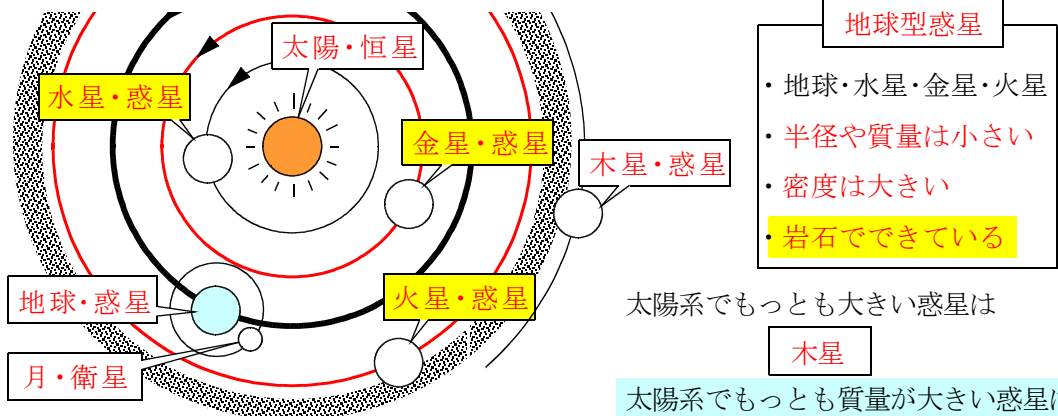 太陽・恒星
水星・惑星
金星・惑星
木星・惑星
地球・惑星
火星・惑星
月・衛星
地球型惑星
・地球・水星・金星・火星
・半径や質量は小さい
・密度は大きい
・岩石でできている
太陽系でもっとも大きい惑星は
木星
太陽系でもっとも質量が大きい惑星は